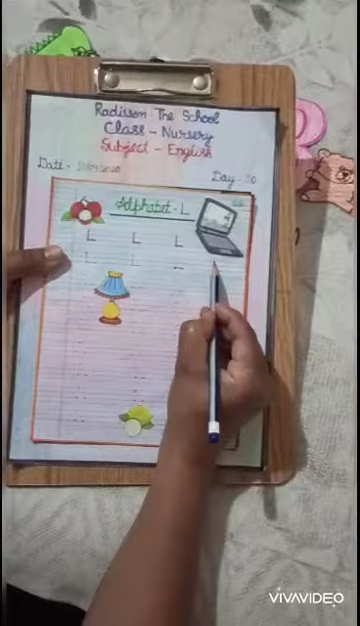 Radisson The School
Class - Nursery
Subject - English
Date - Day - 30
Alphabet - L
L L L
L L
VIVAVIDEO